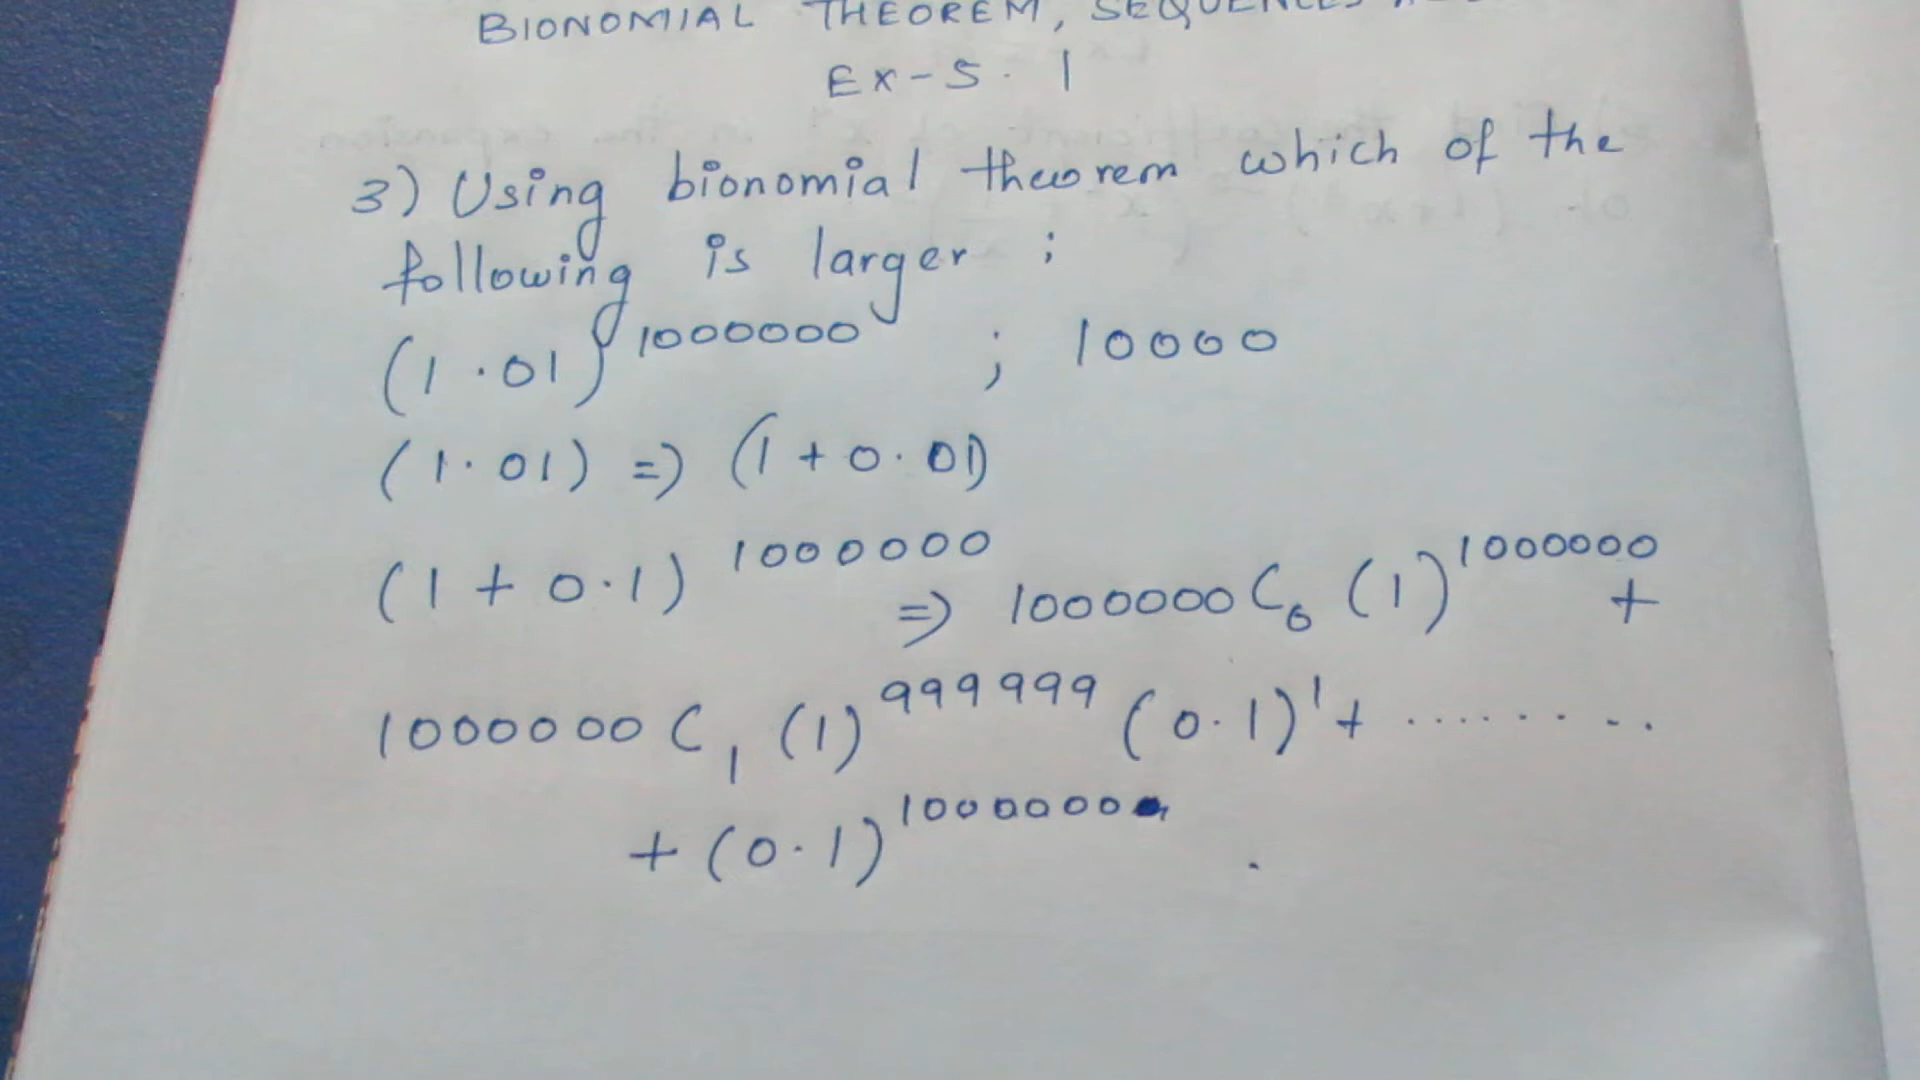 BIONOMIAL THEOREM,
Ex-5.1
3) Using bionomial theorem which of the
following is larger ;
(1.01)^1000000 ; 10000
(1.01) => (1+0.01)
(1+0.1)^1000000 => 1000000C₀ (1)^1000000 +
1000000C₁ (1)^999999 (0.1)^1 + .........
+ (0.1)^1000000 .